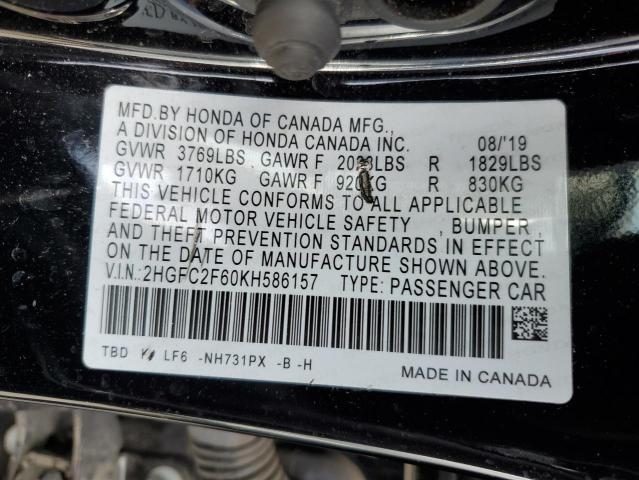 MFD.BY HONDA OF CANADA MFG.,
A DIVISION OF HONDA CANADA INC. 08/'19
GVWR 3769LBS GAWR F R 1829LBS
GVWR 1710KG GAWR F R 830KG
THIS VEHICLE CONFORMS TO ALL APPLICABLE
FEDERAL MOTOR VEHICLE SAFETY , BUMPER ,
AND THEFT PREVENTION STANDARDS IN EFFECT
ON THE DATE OF MANUFACTURE SHOWN ABOVE.
V.I.N.:2HGFC2F60KH586157 TYPE: PASSENGER CAR
TBD LF6 -NH731PX -B -H
MADE IN CANADA